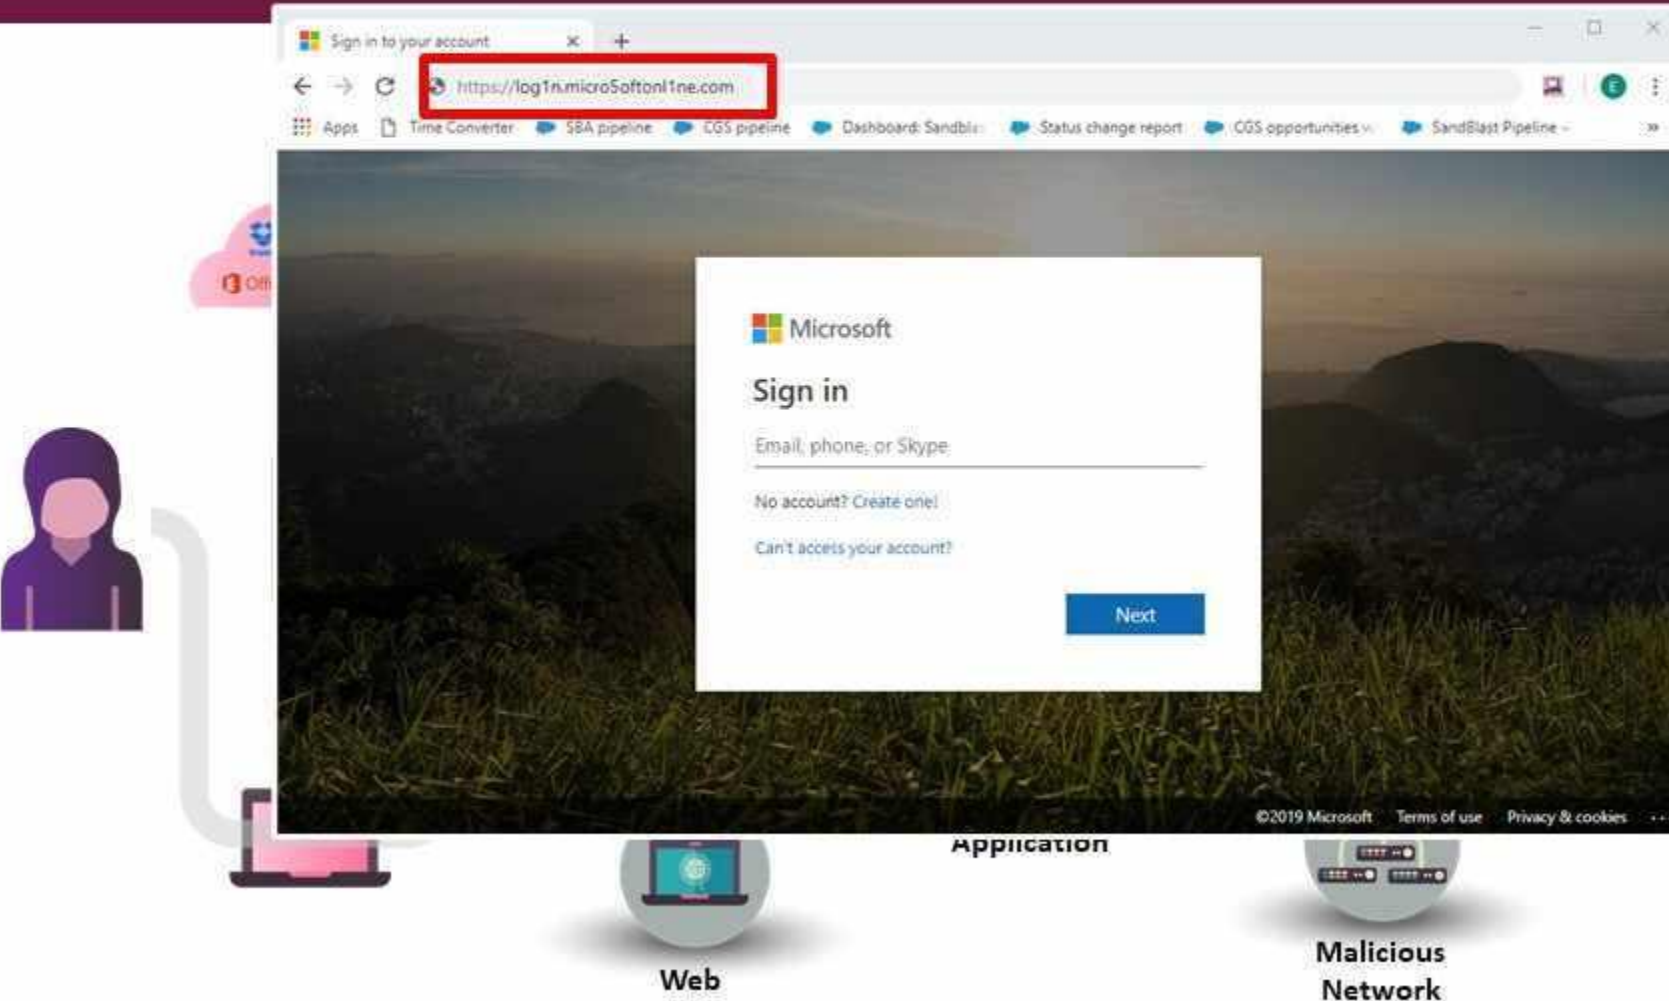 Sign in to your account
https://log1n.micro5oftonl1ne.com
E
Apps Time Converter SBA pipeline CGS pipeline Dashboard: Sandbla Status change report CGS opportunities SandBlast Pipeline -
Off
Microsoft
Sign in
Email, phone, or Skype
No account? Create one!
Can't access your account?
Next
©2019 Microsoft Terms of use Privacy & cookies ...
Application
Web
Malicious
Network